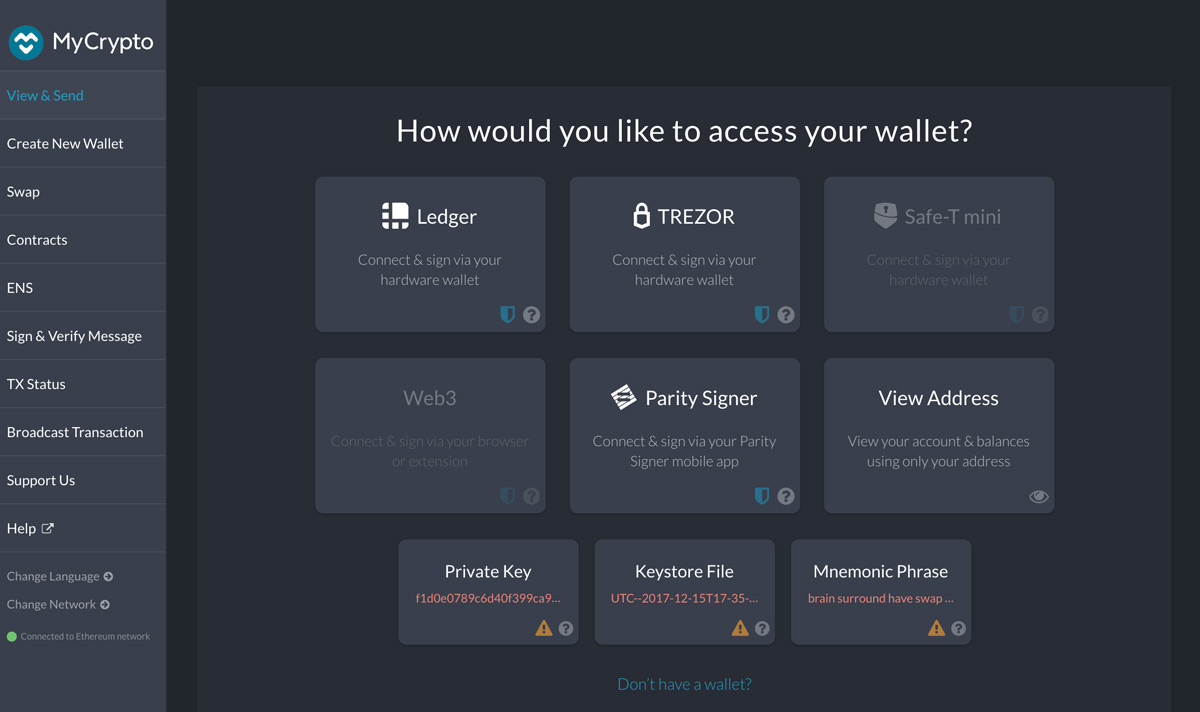 MyCrypto
View & Send
Create New Wallet
Swap
Contracts
ENS
Sign & Verify Message
TX Status
Broadcast Transaction
Support Us
Help
Change Language
Change Network
Connected to Ethereum network
How would you like to access your wallet?
Ledger
Connect & sign via your
hardware wallet
TREZOR
Connect & sign via your
hardware wallet
Safe-T mini
Connect & sign via your
hardware wallet
Web3
Connect & sign via your browser
or extension
Parity Signer
Connect & sign via your Parity
Signer mobile app
View Address
View your account & balances
using only your address
Private Key
f1d0e0789c6d40f399ca9...
Keystore File
UTC--2017-12-15T17-35-...
Mnemonic Phrase
brain surround have swap ...
Don't have a wallet?